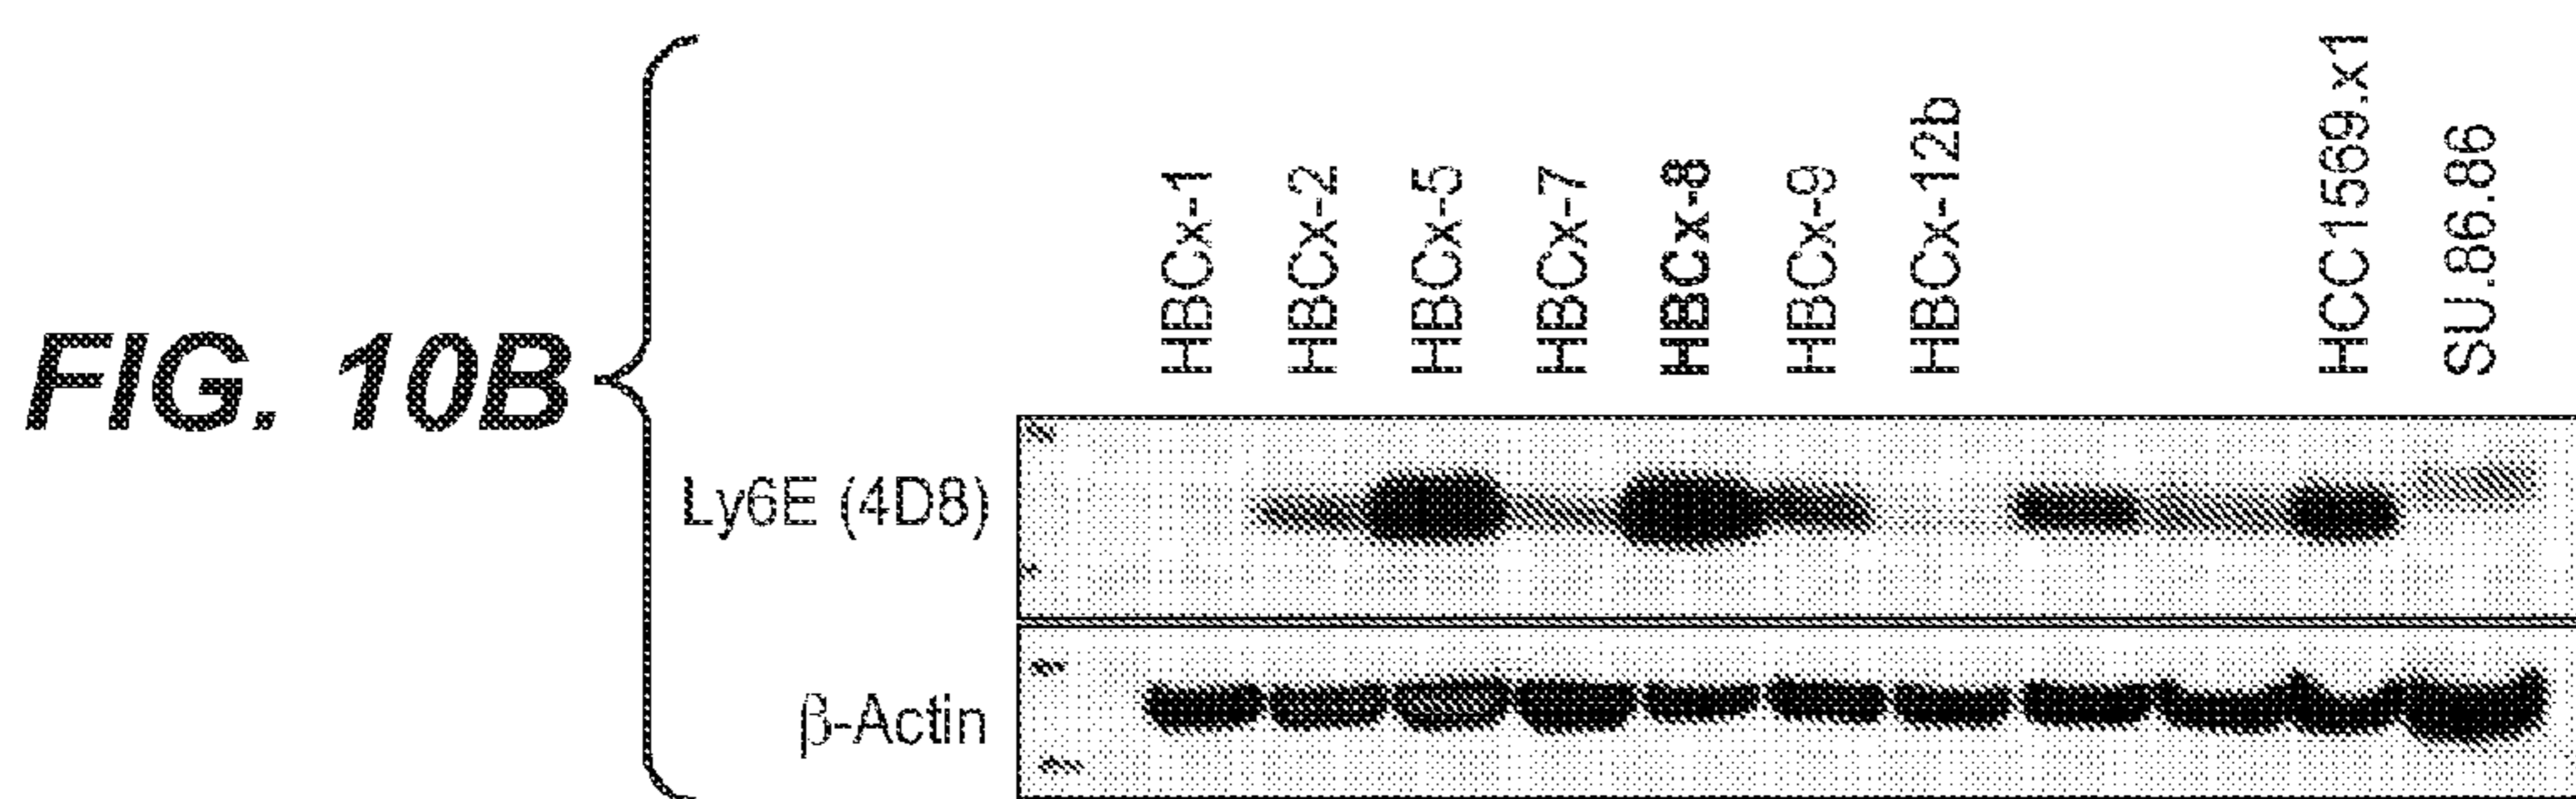 FIG. 10B
HBCx-1
HBCx-2
HBCx-5
HBCx-7
HBCx-8
HBCx-9
HBCx-12b
HCC1569.x1
SU.86.86
Ly6E (4D8)
β-Actin